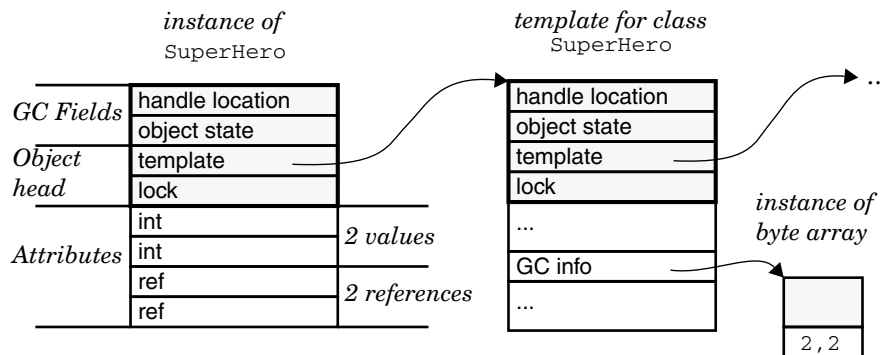 instance of
SuperHero
template for class
SuperHero
GC Fields
handle location
object state
Object
head
template
lock
Attributes
int
int
2 values
ref
ref
2 references
handle location
object state
template
lock
...
GC info
...
..
instance of
byte array
2,2